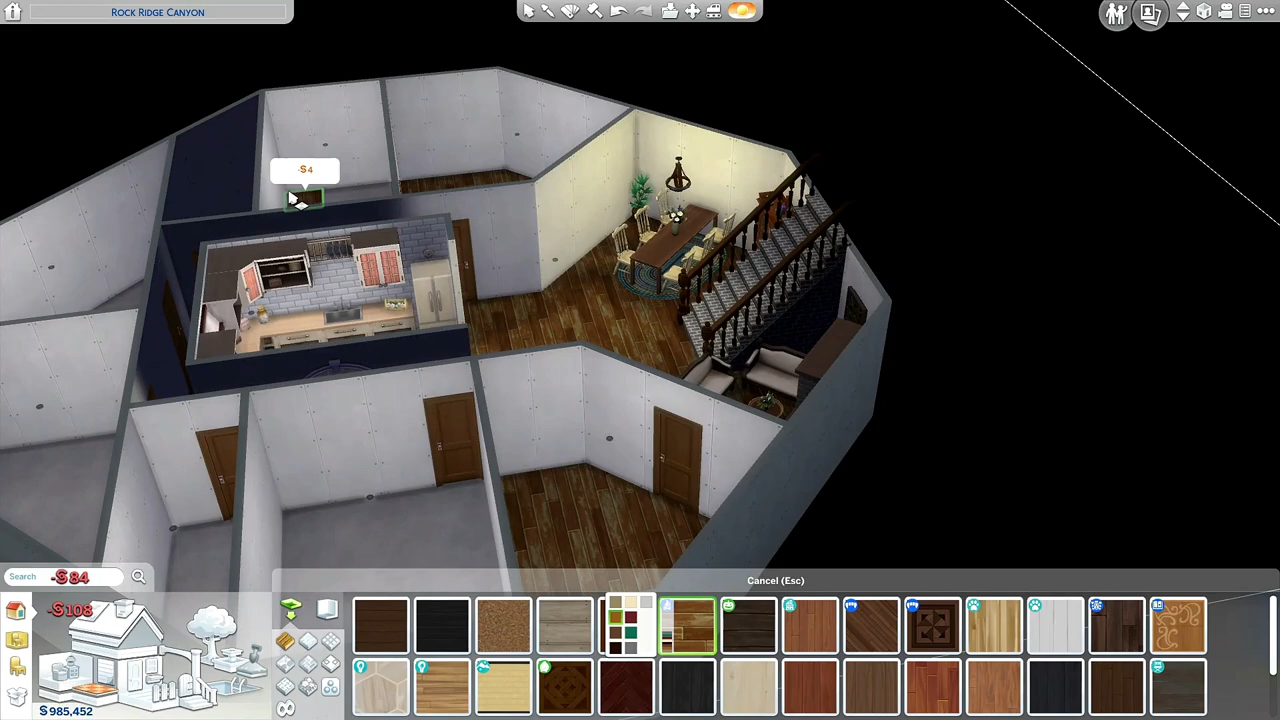 ROCK RIDGE CANYON
-§4
Cancel (Esc)
Search
-§84
-§108
§985,452